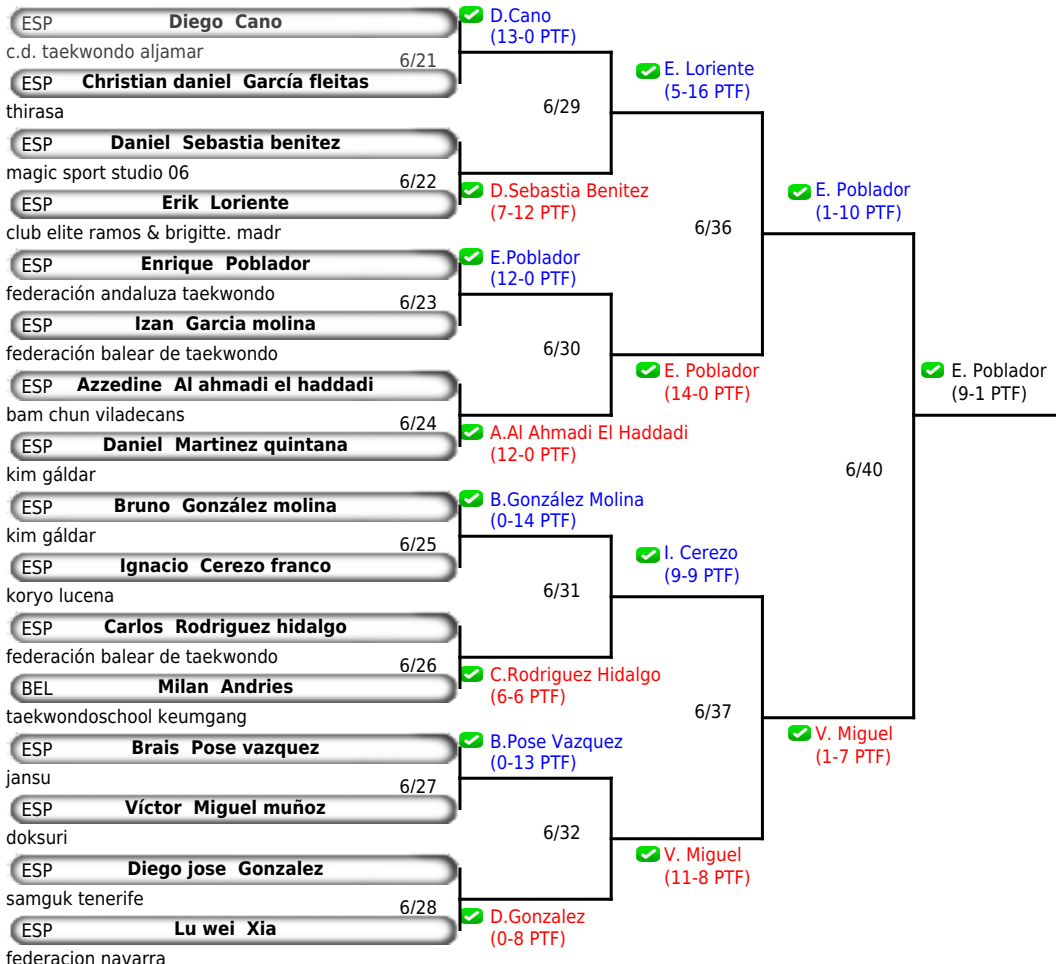 ESP Diego Cano
c.d. taekwondo aljamar
6/21
ESP Christian daniel García fleitas
thirasa
ESP Daniel Sebastia benitez
magic sport studio 06
6/22
ESP Erik Loriente
club elite ramos & brigitte. madr
ESP Enrique Poblador
federación andaluza taekwondo
6/23
ESP Izan Garcia molina
federación balear de taekwondo
ESP Azzedine Al ahmadi el haddadi
bam chun viladecans
6/24
ESP Daniel Martinez quintana
kim gáldar
ESP Bruno González molina
kim gáldar
6/25
ESP Ignacio Cerezo franco
koryo lucena
ESP Carlos Rodriguez hidalgo
federación balear de taekwondo
6/26
BEL Milan Andries
taekwondoschool keumgang
ESP Brais Pose vazquez
jansu
6/27
ESP Víctor Miguel muñoz
doksuri
ESP Diego jose Gonzalez
samguk tenerife
6/28
ESP Lu wei Xia
federacion navarra
D.Cano
(13-0 PTF)
6/29
D.Sebastia Benitez
(7-12 PTF)
E.Poblador
(12-0 PTF)
6/30
A.Al Ahmadi El Haddadi
(12-0 PTF)
B.González Molina
(0-14 PTF)
6/31
C.Rodriguez Hidalgo
(6-6 PTF)
B.Pose Vazquez
(0-13 PTF)
6/32
D.Gonzalez
(0-8 PTF)
E. Loriente
(5-16 PTF)
6/36
E. Poblador
(14-0 PTF)
I. Cerezo
(9-9 PTF)
6/37
V. Miguel
(11-8 PTF)
E. Poblador
(1-10 PTF)
6/40
V. Miguel
(1-7 PTF)
E. Poblador
(9-1 PTF)